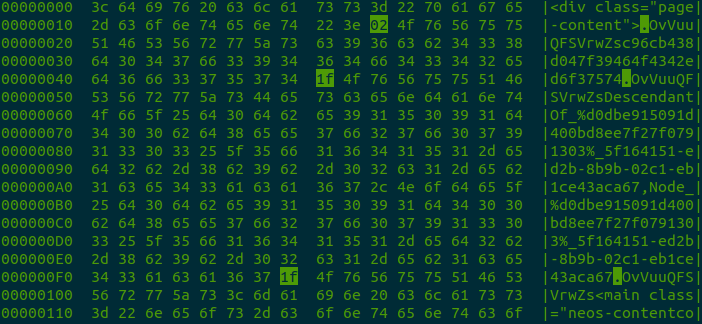 00000000 3c 64 69 76 20 63 6c 61 73 73 3d 22 70 61 67 65 |<div class="page
00000010 2d 63 6f 6e 74 65 6e 74 22 3e 02 4f 76 56 75 75 |-content">.OvVuu
00000020 51 46 53 56 72 77 5a 73 63 39 36 63 62 34 33 38 |QFSVrwZsc96cb438
00000030 64 30 34 37 66 33 39 34 36 34 66 34 33 34 32 65 |d047f39464f4342e
00000040 64 36 66 33 37 35 37 34 1f 4f 76 56 75 75 51 46 |d6f37574.OvVuuQF
00000050 53 56 72 77 5a 73 44 65 73 63 65 6e 64 61 6e 74 |SVrwZsDescendant
00000060 4f 66 5f 25 64 30 64 62 65 39 31 35 30 39 31 64 |Of_%d0dbe915091d
00000070 34 30 30 62 64 38 65 65 37 66 32 37 66 30 37 39 |400bd8ee7f27f079
00000080 31 33 30 33 25 5f 35 66 31 36 34 31 35 31 2d 65 |1303%_5f164151-e
00000090 64 32 62 2d 38 62 39 62 2d 30 32 63 31 2d 65 62 |d2b-8b9b-02c1-eb
000000A0 31 63 65 34 33 61 63 61 36 37 2c 4e 6f 64 65 5f |1ce43aca67,Node_
000000B0 25 64 30 64 62 65 39 31 35 30 39 31 64 34 30 30 |%d0dbe915091d400
000000C0 62 64 38 65 65 37 66 32 37 66 30 37 39 31 33 30 |bd8ee7f27f079130
000000D0 33 25 5f 35 66 31 36 34 31 35 31 2d 65 64 32 62 |3%_5f164151-ed2b
000000E0 2d 38 62 39 62 2d 30 32 63 31 2d 65 62 31 63 65 |-8b9b-02c1-eb1ce
000000F0 34 33 61 63 61 36 37 1f 4f 76 56 75 75 51 46 53 |43aca67.OvVuuQFS
00000100 56 72 77 5a 73 3c 6d 61 69 6e 20 63 6c 61 73 73 |VrwZs<main class
00000110 3d 22 6e 65 6f 73 2d 63 6f 6e 74 65 6e 74 63 6f |="neos-contentco